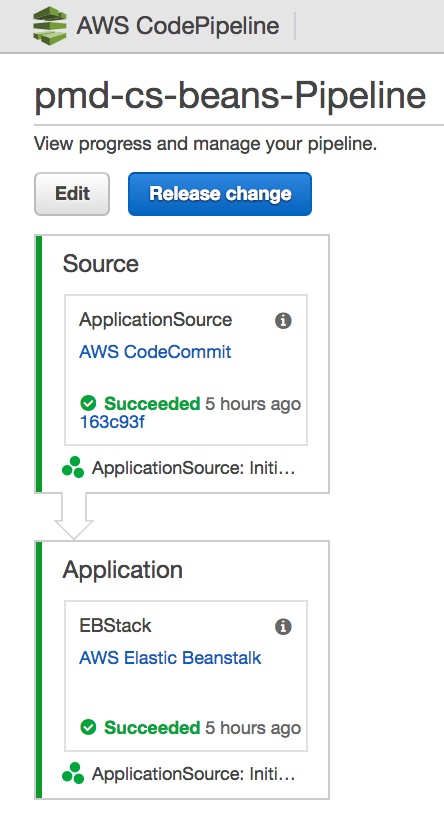 AWS CodePipeline
pmd-cs-beans-Pipeline
View progress and manage your pipeline.
Edit
Release change
Source
ApplicationSource
AWS CodeCommit
Succeeded 5 hours ago
163c93f
ApplicationSource: Initi...
Application
EBStack
AWS Elastic Beanstalk
Succeeded 5 hours ago
ApplicationSource: Initi...